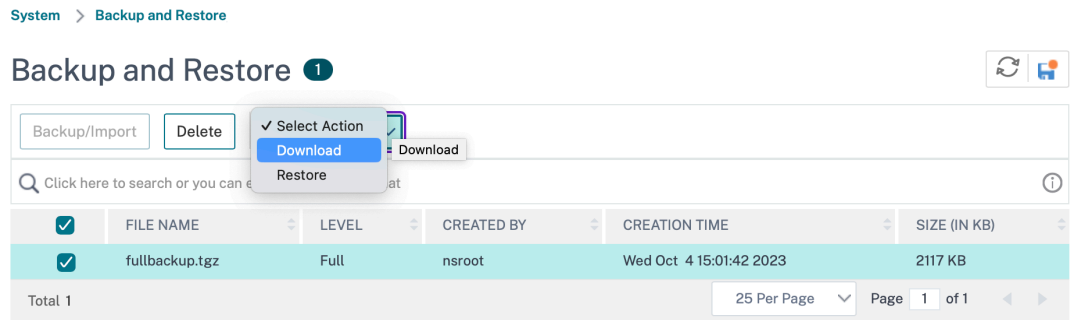 System > Backup and Restore
Backup and Restore 1
Backup/Import Delete
✓ Select Action
Download
Restore
Download
Click here to search or you can e at
FILE NAME LEVEL CREATED BY CREATION TIME SIZE (IN KB)
fullbackup.tgz Full nsroot Wed Oct 4 15:01:42 2023 2117 KB
Total 1 25 Per Page Page 1 of 1